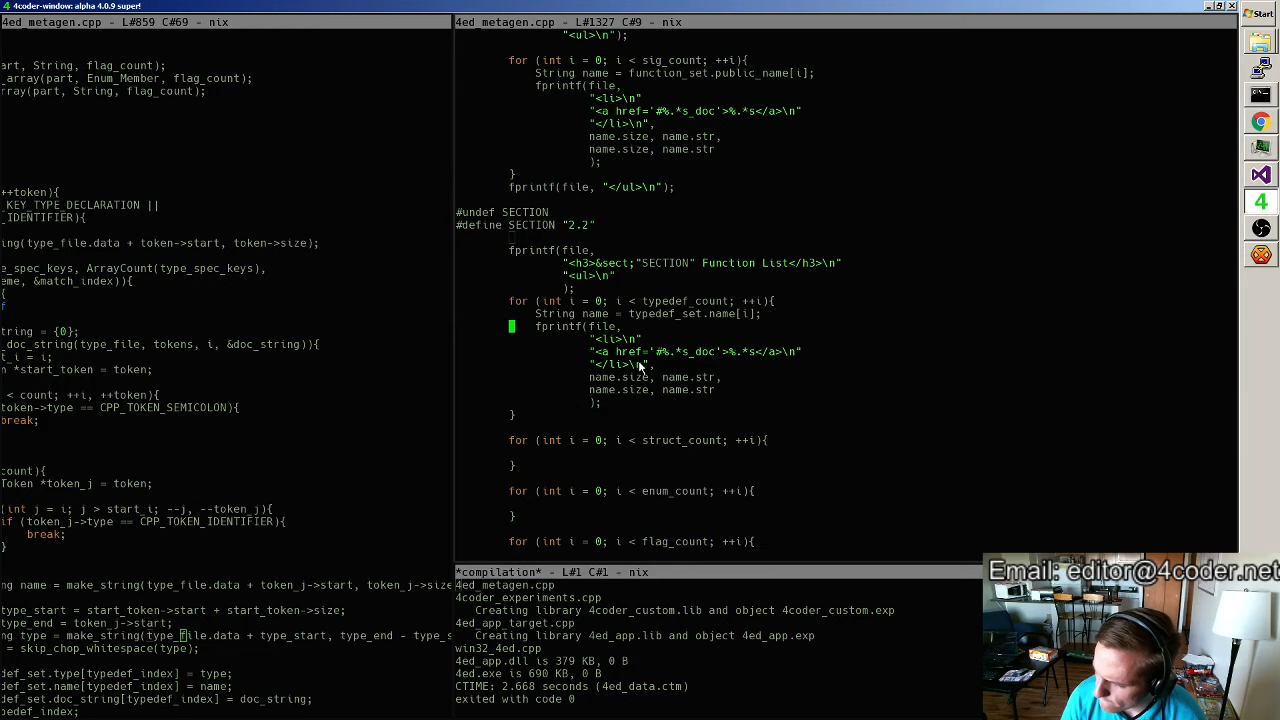 4coder-window: alpha 4.0.9 super!
4ed_metagen.cpp - L#859 C#69 - nix
art, String, flag_count);
_array(part, Enum_Member, flag_count);
rray(part, String, flag_count);
++token){
_KEY_TYPE_DECLARATION ||
_IDENTIFIER){
ing(type_file.data + token->start, token->size);
e_spec_keys, ArrayCount(type_spec_keys),
eme, &match_index)){
{
f
string = {0};
_doc_string(type_file, tokens, i, &doc_string)){
t_i = i;
n *start_token = token;
< count; ++i, ++token){
token->type == CPP_TOKEN_SEMICOLON){
break;
count){
Token *token_j = token;
(int j = i; j > start_i; --j, --token_j){
if (token_j->type == CPP_TOKEN_IDENTIFIER){
break;
}
ng name = make_string(type_file.data + token_j->start, token_j->size
type_start = start_token->start + start_token->size;
type_end = token_j->start;
ng type = make_string(type_file.data + type_start, type_end - type_s
= skip_chop_whitespace(type);
def_set.type[typedef_index] = type;
def_set.name[typedef_index] = name;
def_set.doc_string[typedef_index] = doc_string;
pedef_index;
4ed_metagen.cpp - L#1327 C#9 - nix
"<ul>\n");
for (int i = 0; i < sig_count; ++i){
String name = function_set.public_name[i];
fprintf(file,
"<li>\n"
"<a href='#%.*s_doc'>%.*s</a>\n"
"</li>\n",
name.size, name.str,
name.size, name.str
);
}
fprintf(file, "</ul>\n");
#undef SECTION
#define SECTION "2.2"
fprintf(file,
"<h3>&sect;"SECTION" Function List</h3>\n"
"<ul>\n"
);
for (int i = 0; i < typedef_count; ++i){
String name = typedef_set.name[i];
fprintf(file,
"<li>\n"
"<a href='#%.*s_doc'>%.*s</a>\n"
"</li>\n",
name.size, name.str,
name.size, name.str
);
}
for (int i = 0; i < struct_count; ++i){
}
for (int i = 0; i < enum_count; ++i){
}
for (int i = 0; i < flag_count; ++i){
*compilation* - L#1 C#1 - nix
4ed_metagen.cpp
4coder_experiments.cpp
Creating library 4coder_custom.lib and object 4coder_custom.exp
4ed_app_target.cpp
Creating library 4ed_app.lib and object 4ed_app.exp
win32_4ed.cpp
4ed_app.dll is 379 KB, 0 B
4ed.exe is 690 KB, 0 B
CTIME: 2.668 seconds (4ed_data.ctm)
exited with code 0
Start
4
Email: editor@4coder.net